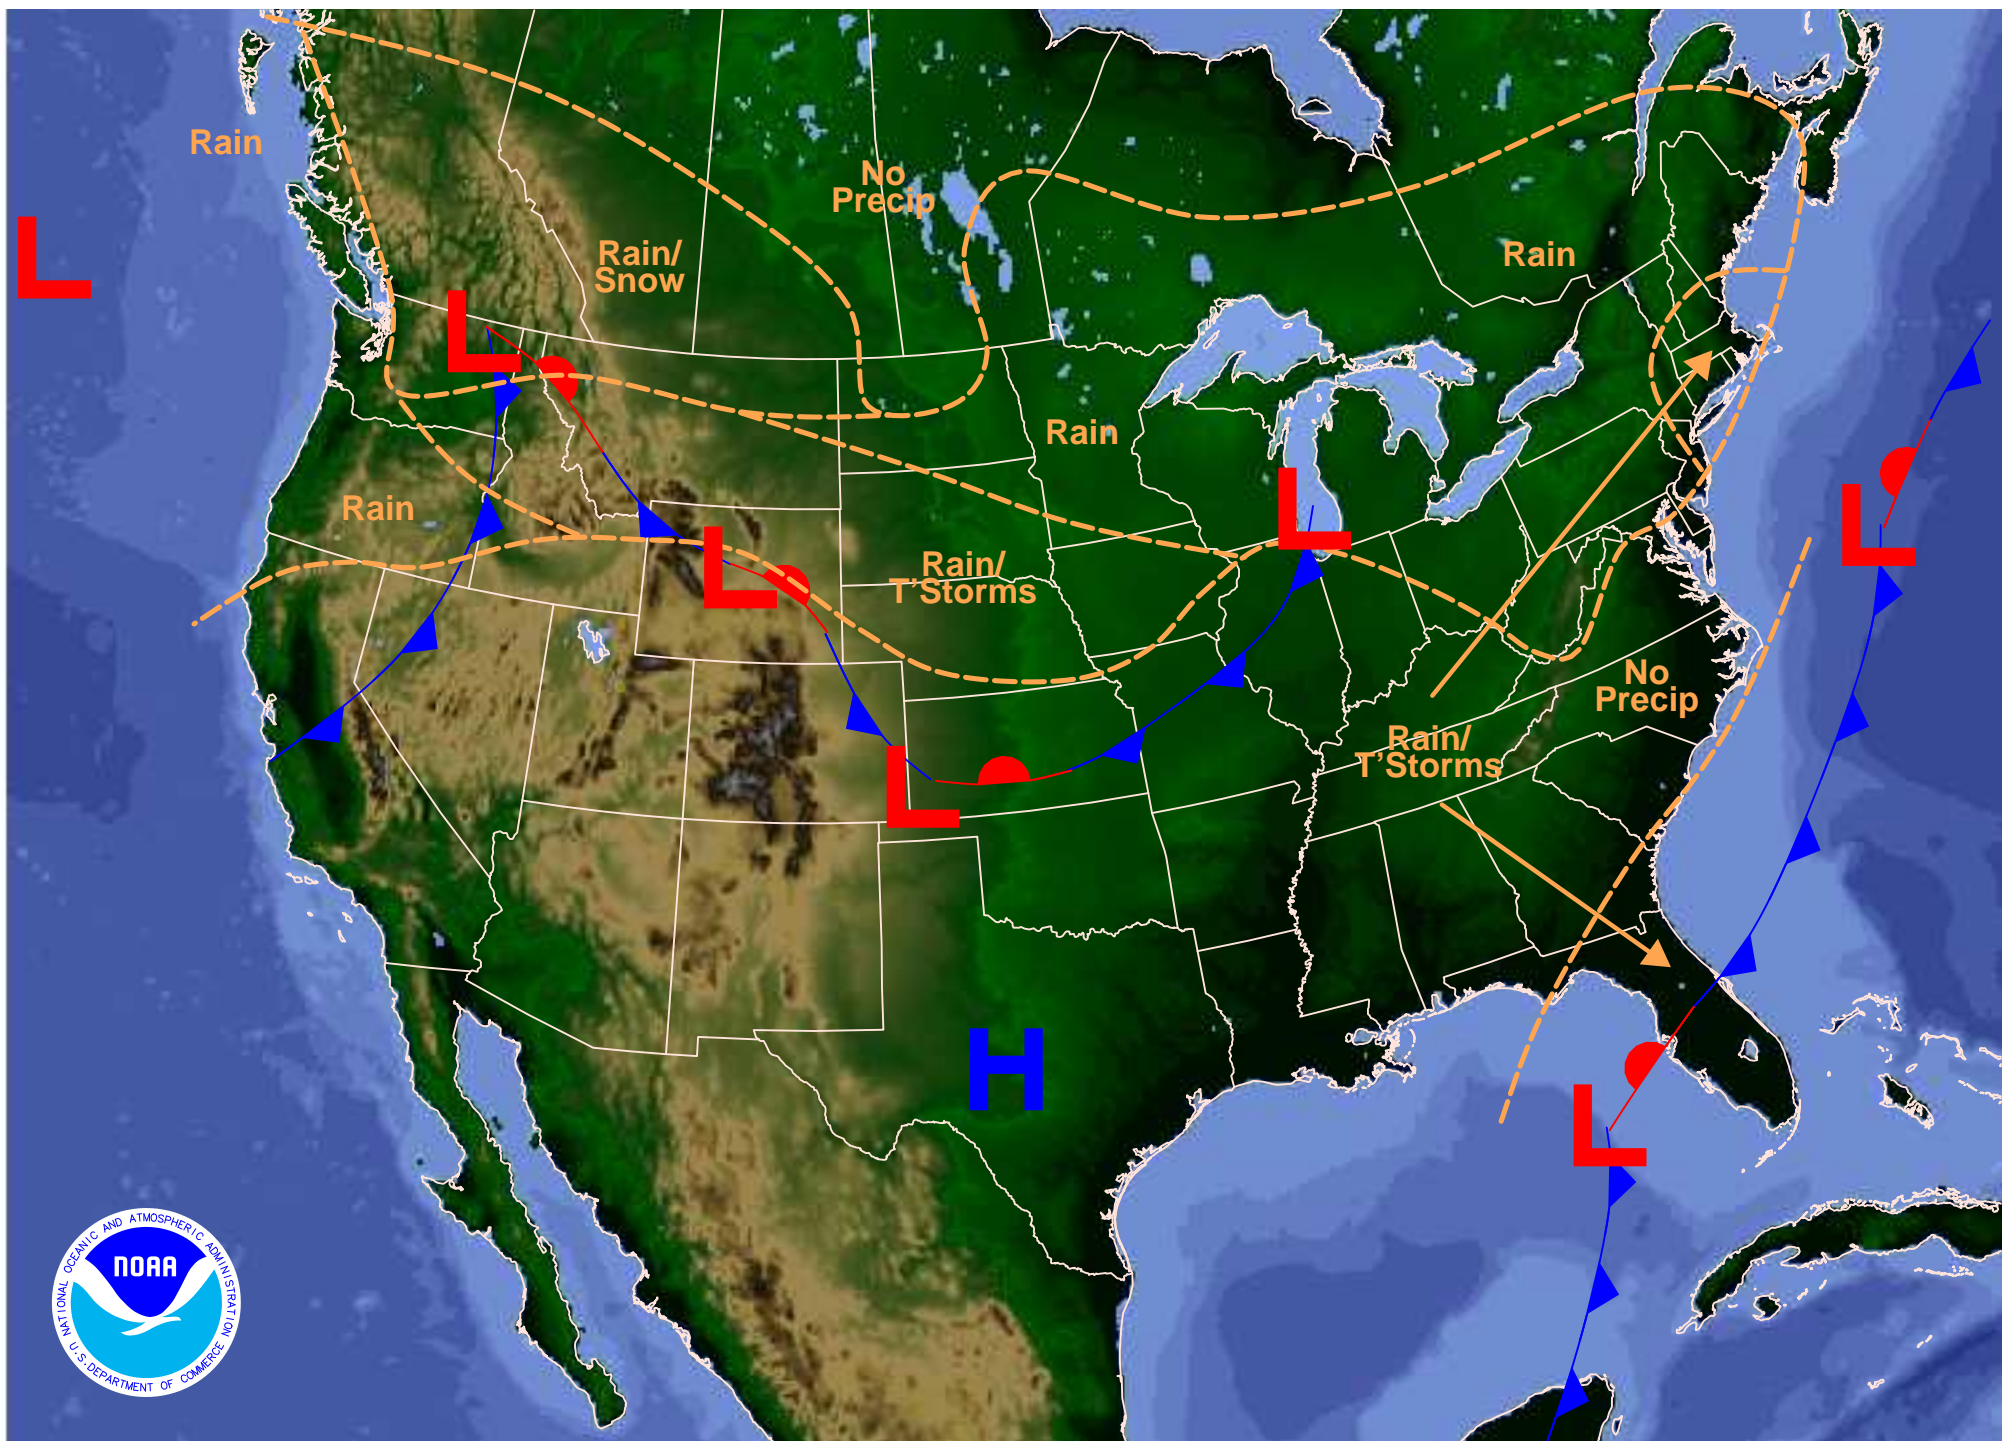 Rain
No
Precip
Rain/
Snow
Rain
L
L
Rain
Rain
L
L
L
Rain/
T'Storms
L
No
Precip
Rain/
T'Storms
L
H
L
NATIONAL OCEANIC AND ATMOSPHERIC ADMINISTRATION
NOAA
U.S. DEPARTMENT OF COMMERCE